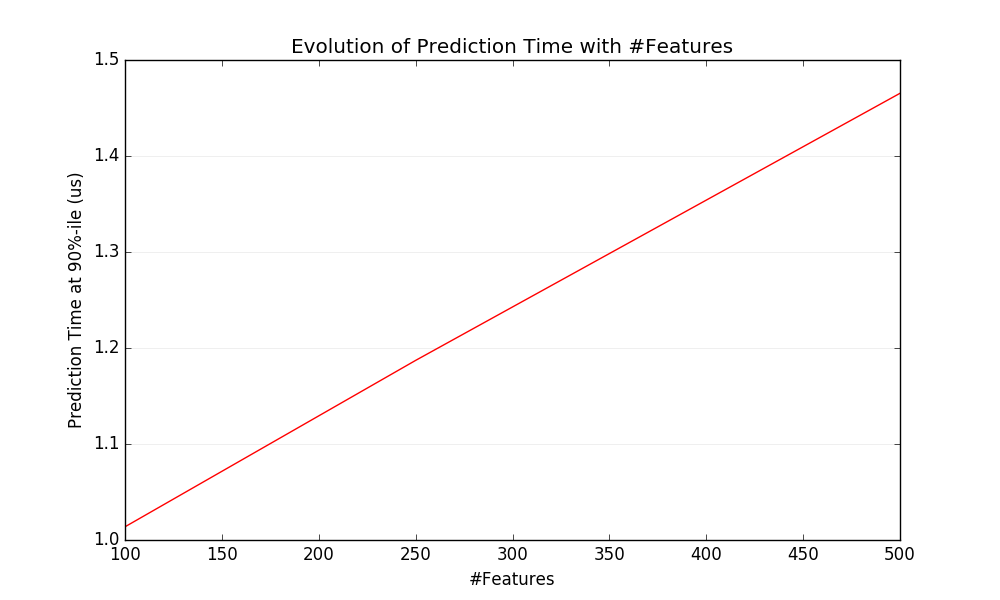 Evolution of Prediction Time with #Features
1.5
1.4
1.3
1.2
1.1
1.0
Prediction Time at 90%-ile (us)
100 150 200 250 300 350 400 450 500
#Features